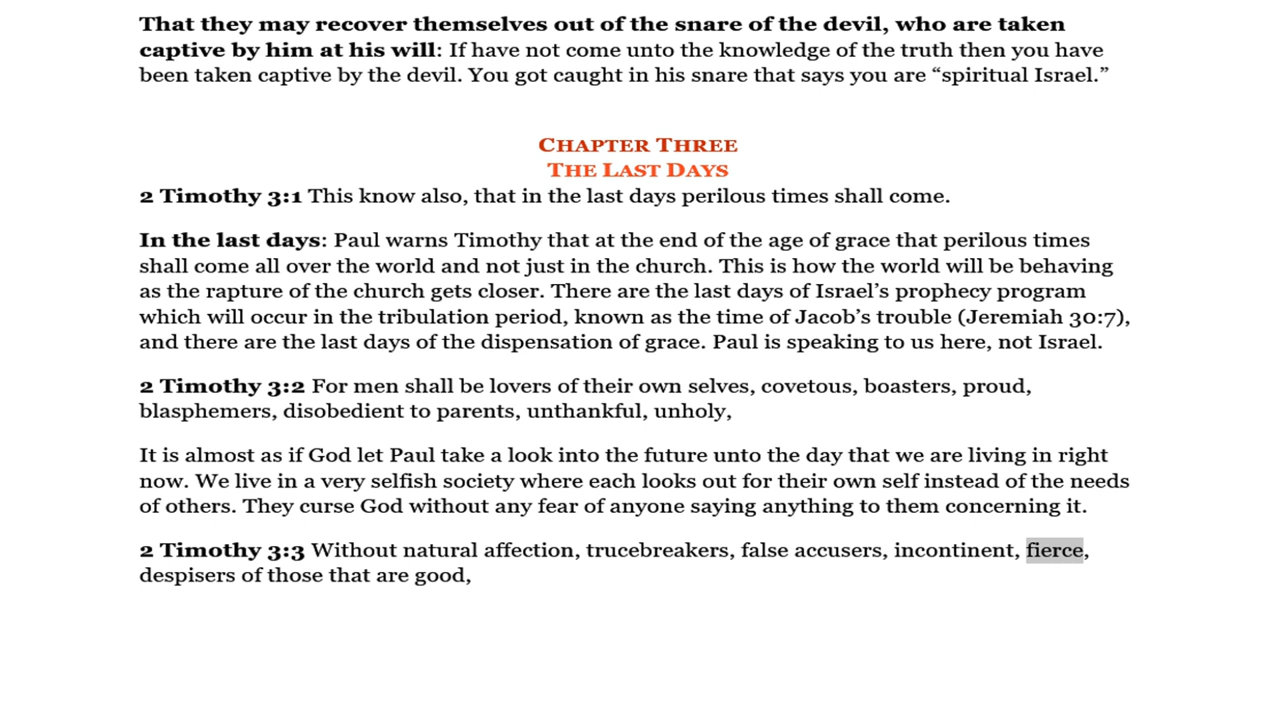 That they may recover themselves out of the snare of the devil, who are taken
captive by him at his will: If have not come unto the knowledge of the truth then you have
been taken captive by the devil. You got caught in his snare that says you are “spiritual Israel.”
CHAPTER THREE
THE LAST DAYS
2 Timothy 3:1 This know also, that in the last days perilous times shall come.
In the last days: Paul warns Timothy that at the end of the age of grace that perilous times
shall come all over the world and not just in the church. This is how the world will be behaving
as the rapture of the church gets closer. There are the last days of Israel’s prophecy program
which will occur in the tribulation period, known as the time of Jacob’s trouble (Jeremiah 30:7),
and there are the last days of the dispensation of grace. Paul is speaking to us here, not Israel.
2 Timothy 3:2 For men shall be lovers of their own selves, covetous, boasters, proud,
blasphemers, disobedient to parents, unthankful, unholy,
It is almost as if God let Paul take a look into the future unto the day that we are living in right
now. We live in a very selfish society where each looks out for their own self instead of the needs
of others. They curse God without any fear of anyone saying anything to them concerning it.
2 Timothy 3:3 Without natural affection, trucebreakers, false accusers, incontinent, fierce,
despisers of those that are good,